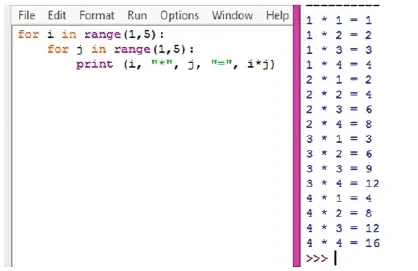 File Edit Format Run Options Window Help
for i in range(1,5):
    for j in range(1,5):
        print (i, "*", j, "=", i*j)
==========
1 * 1 = 1
1 * 2 = 2
1 * 3 = 3
1 * 4 = 4
2 * 1 = 2
2 * 2 = 4
2 * 3 = 6
2 * 4 = 8
3 * 1 = 3
3 * 2 = 6
3 * 3 = 9
3 * 4 = 12
4 * 1 = 4
4 * 2 = 8
4 * 3 = 12
4 * 4 = 16
>>>